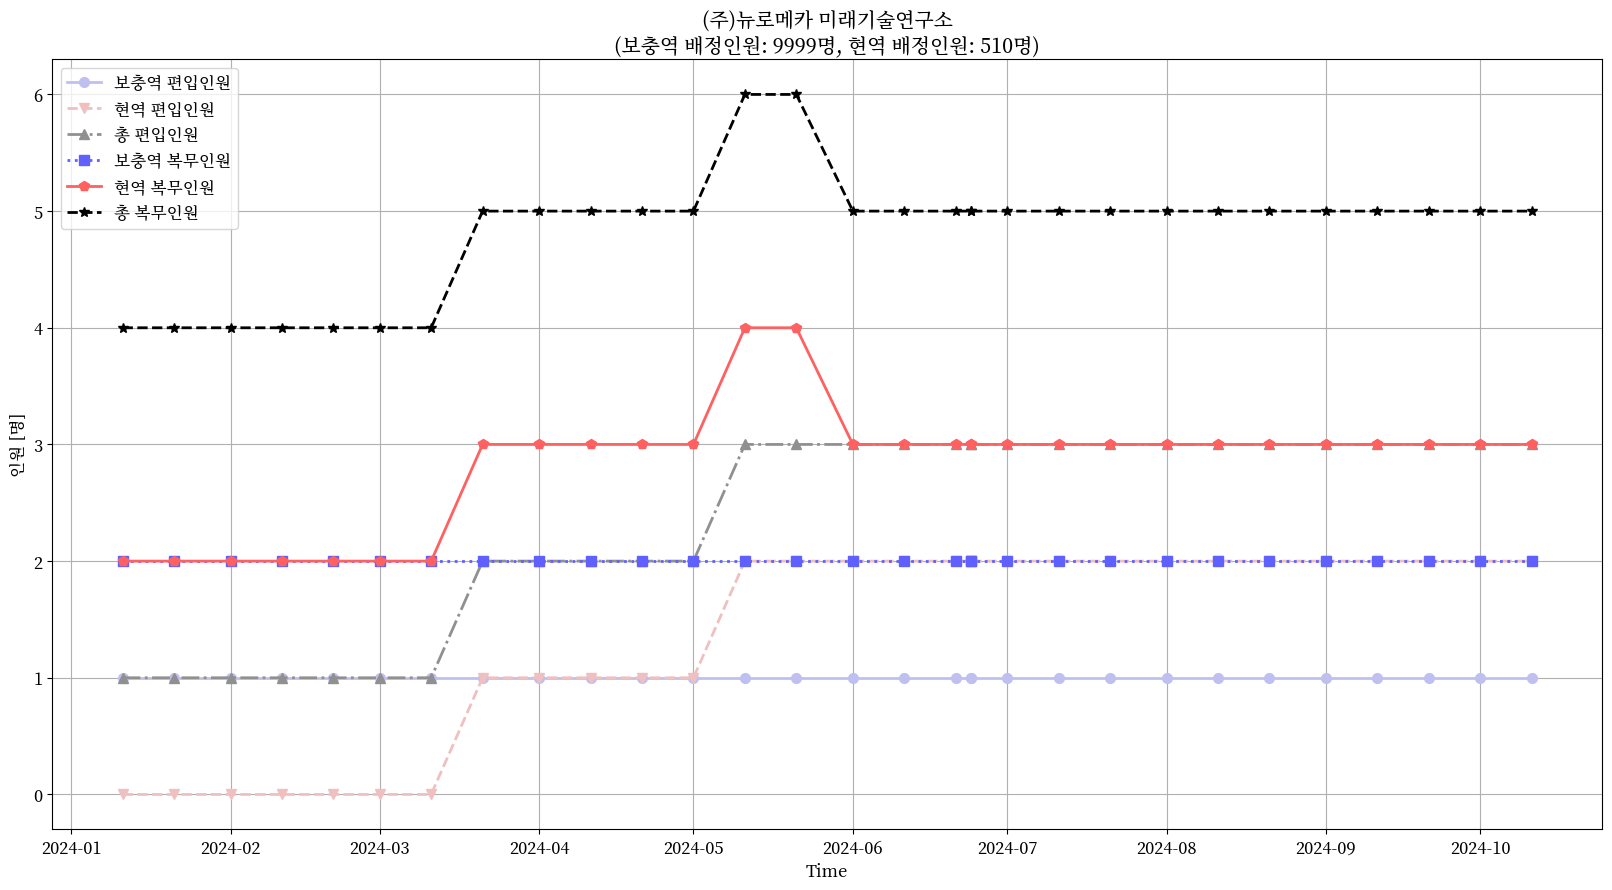 (주)뉴로메카 미래기술연구소
(보충역 배정인원: 9999명, 현역 배정인원: 510명)
보충역 편입인원
현역 편입인원
총 편입인원
보충역 복무인원
현역 복무인원
총 복무인원
인원 [명]
6
5
4
3
2
1
0
2024-01 2024-02 2024-03 2024-04 2024-05 2024-06 2024-07 2024-08 2024-09 2024-10
Time